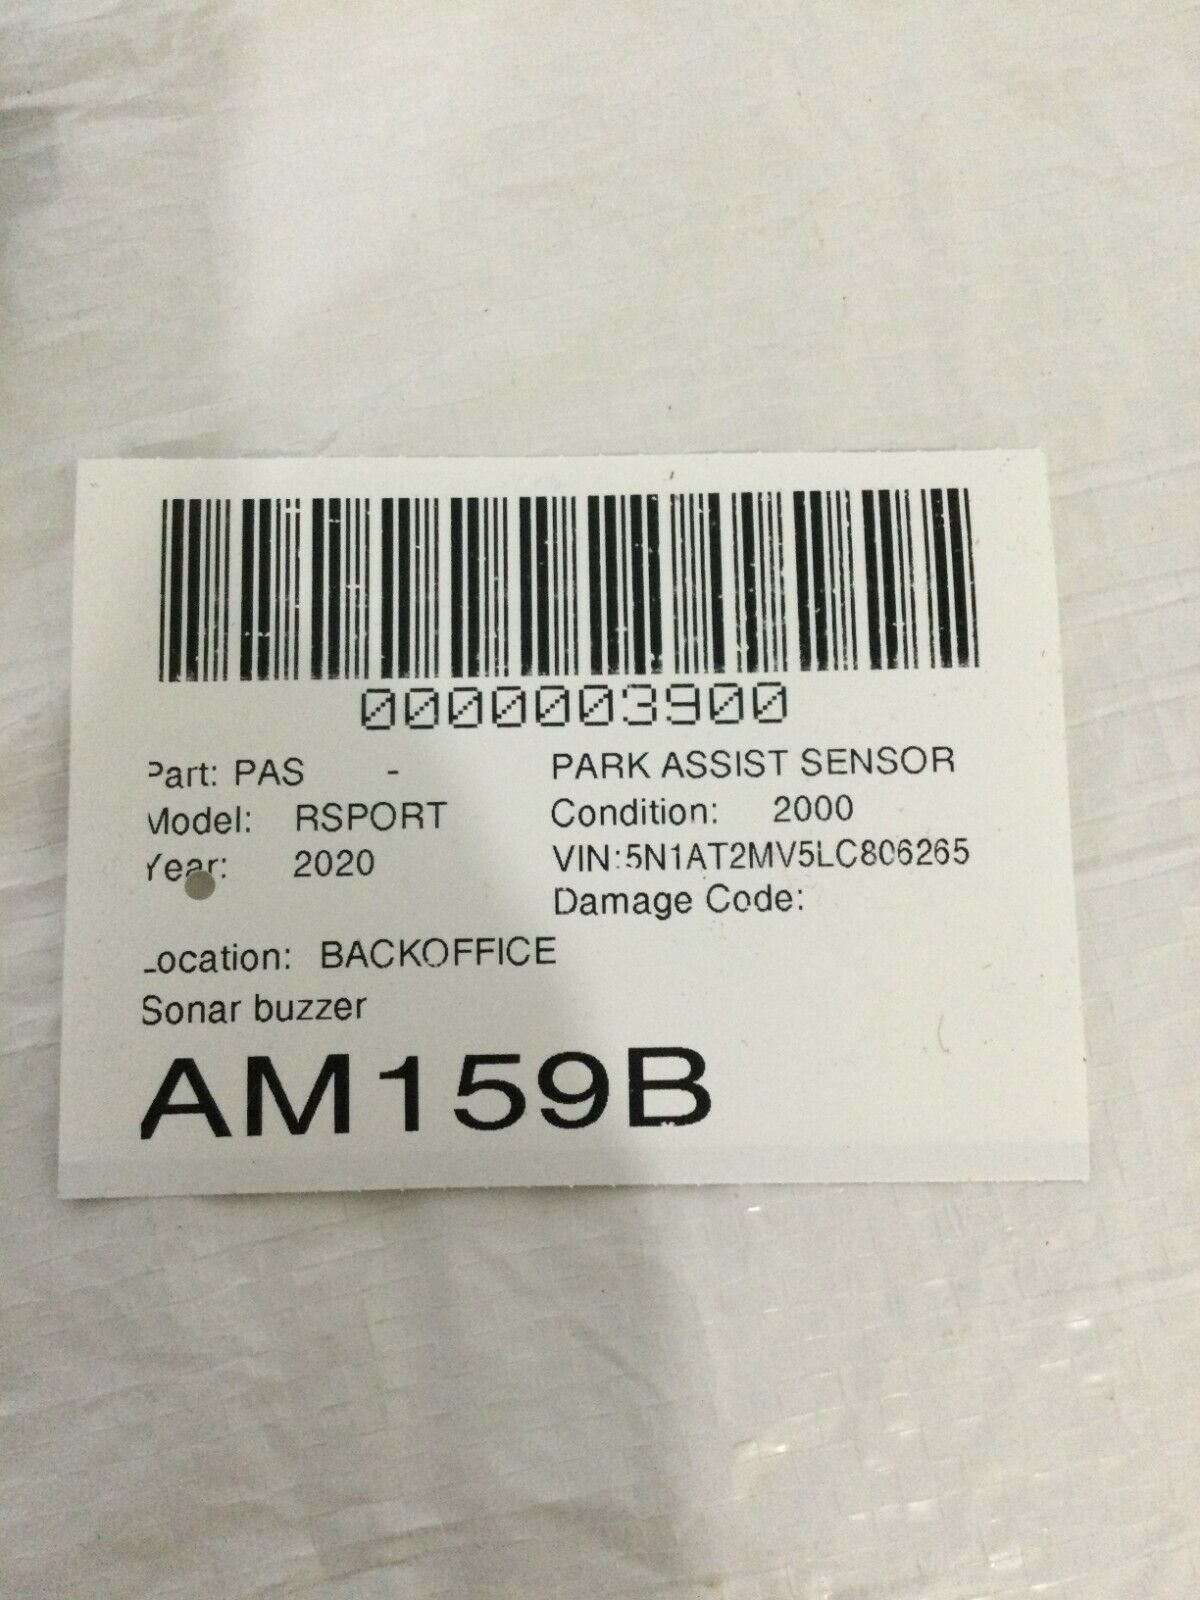 0000003900
Part: PAS - PARK ASSIST SENSOR
Model: RSPORT Condition: 2000
Year: 2020 VIN:5N1AT2MV5LC806265
Damage Code:
Location: BACKOFFICE
Sonar buzzer
AM159B